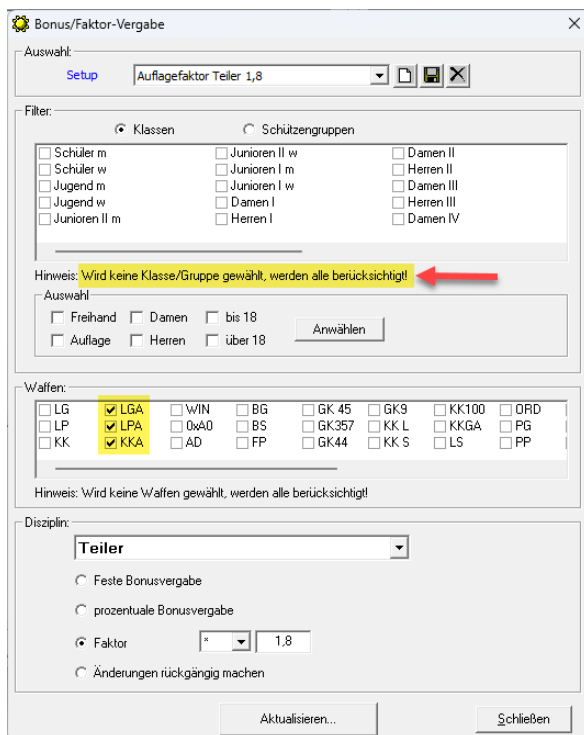 Bonus/Faktor-Vergabe
Auswahl:
Setup Auflagefaktor Teiler 1,8
Filter:
Klassen Schützengruppen
Schüler m Junioren II w Damen II
Schüler w Junioren I m Herren II
Jugend m Junioren I w Damen III
Jugend w Damen I Herren III
Junioren II m Herren I Damen IV
Hinweis: Wird keine Klasse/Gruppe gewählt, werden alle berücksichtigt!
Auswahl
Freihand Damen bis 18
Anwählen
Auflage Herren über 18
Waffen:
LG LGA WIN BG GK 45 GK9 KK100 ORD
LP LPA 0xA0 BS GK357 KK L KKGA PG
KK KKA AD FP GK44 KK S LS PP
Hinweis: Wird keine Waffen gewählt, werden alle berücksichtigt!
Disziplin:
Teiler
Feste Bonusvergabe
prozentuale Bonusvergabe
Faktor * 1,8
Änderungen rückgängig machen
Aktualisieren... Schließen